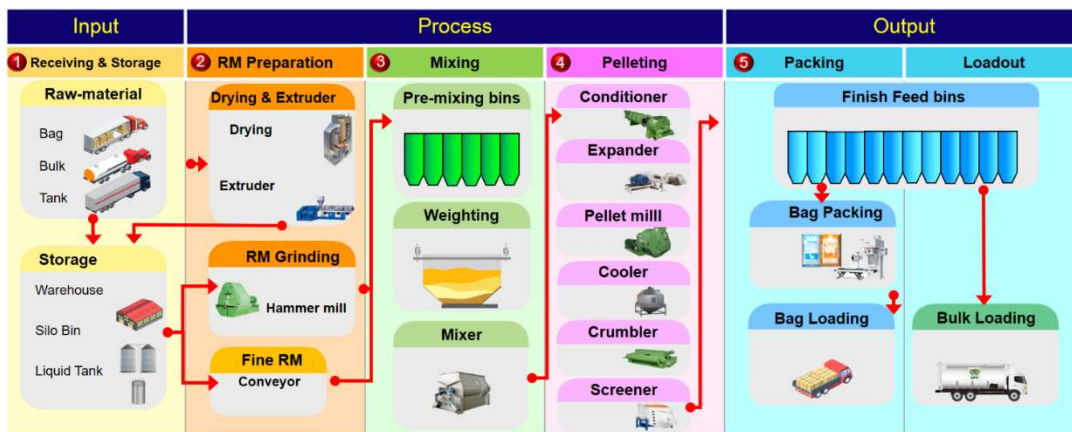 Input
Process
Output
1 Receiving & Storage
2 RM Preparation
3 Mixing
4 Pelleting
5 Packing
Loadout
Raw-material
Bag
Bulk
Tank
Storage
Warehouse
Silo Bin
Liquid Tank
Drying & Extruder
Drying
Extruder
RM Grinding
Hammer mill
Fine RM
Conveyor
Pre-mixing bins
Weighting
Mixer
Conditioner
Expander
Pellet milll
Cooler
Crumbler
Screener
Finish Feed bins
Bag Packing
Bag Loading
Bulk Loading